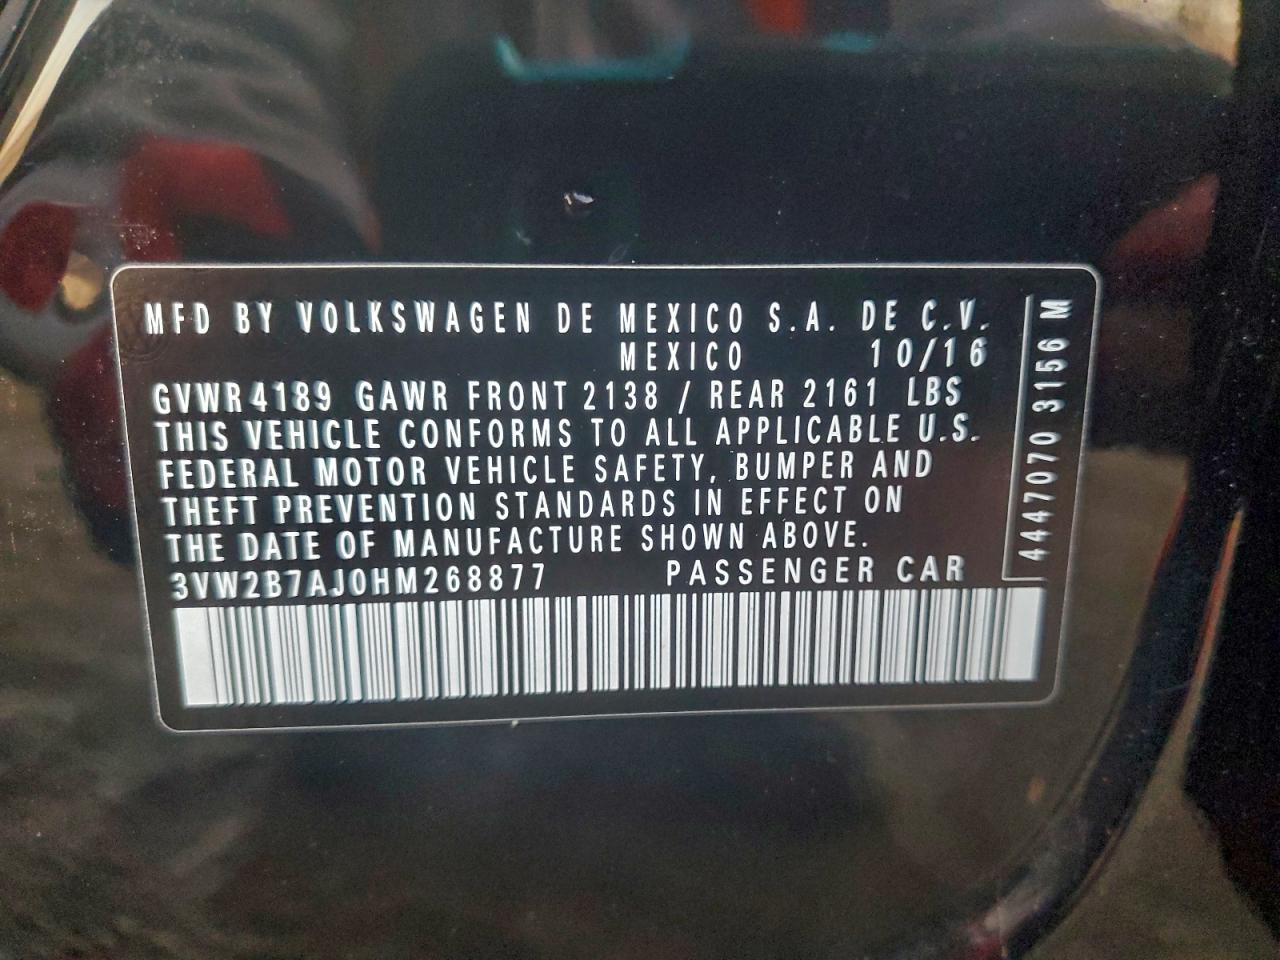 MFD BY VOLKSWAGEN DE MEXICO S.A. DE C.V.
MEXICO 10/16
GVWR4189 GAWR FRONT 2138 / REAR 2161 LBS
THIS VEHICLE CONFORMS TO ALL APPLICABLE U.S.
FEDERAL MOTOR VEHICLE SAFETY, BUMPER AND
THEFT PREVENTION STANDARDS IN EFFECT ON
THE DATE OF MANUFACTURE SHOWN ABOVE.
3VW2B7AJ0HM268877 PASSENGER CAR
4447070 3156 M